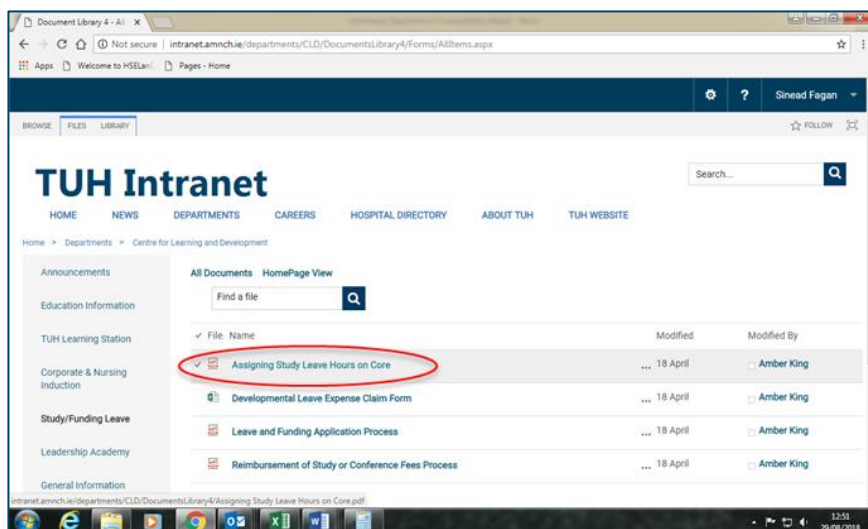 Document Library 4 - All
Not secure | intranet.amnch.ie/departments/CLD/DocumentsLibrary4/Forms/AllItems.aspx
Apps Welcome to HSELanD Pages - Home
? Sinead Fagan
BROWSE FILES LIBRARY FOLLOW
TUH Intranet
Search...
HOME NEWS DEPARTMENTS CAREERS HOSPITAL DIRECTORY ABOUT TUH TUH WEBSITE
Home > Departments > Centre for Learning and Development
Announcements
Education Information
TUH Learning Station
Corporate & Nursing
Induction
Study/Funding Leave
Leadership Academy
General Information
All Documents HomePage View
Find a file
File Name Modified Modified By
Assigning Study Leave Hours on Core ... 18 April Amber King
Developmental Leave Expense Claim Form ... 18 April Amber King
Leave and Funding Application Process ... 18 April Amber King
Reimbursement of Study or Conference Fees Process ... 18 April Amber King
intranet.amnch.ie/departments/CLD/DocumentsLibrary4/Assigning Study Leave Hours on Core.pdf
12:51
29/08/2018